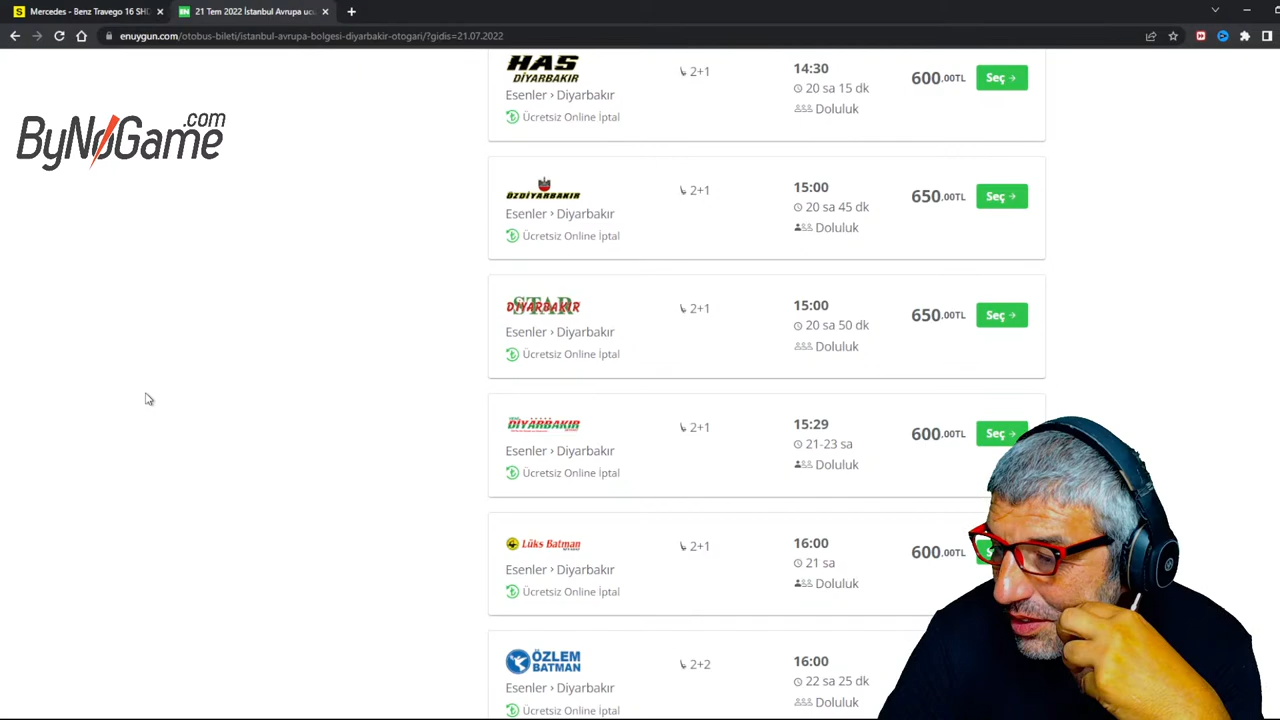 Mercedes - Benz Travego 16 SHD
21 Tem 2022 İstanbul Avrupa
enuygun.com/otobus-bileti/istanbul-avrupa-bolgesi-diyarbakir-otogari/?gidis=21.07.2022
ByNoGame.com
HAS
DİYARBAKIR
2+1
14:30
600.00TL
Seç →
20 sa 15 dk
Esenler › Diyarbakır
Doluluk
Ücretsiz Online İptal
ÖZDİYARBAKIR
2+1
15:00
650.00TL
Seç →
20 sa 45 dk
Esenler › Diyarbakır
Doluluk
Ücretsiz Online İptal
STAR
DİYARBAKIR
2+1
15:00
650.00TL
Seç →
20 sa 50 dk
Esenler › Diyarbakır
Doluluk
Ücretsiz Online İptal
DİYARBAKIR
2+1
15:29
600.00TL
Seç →
21-23 sa
Esenler › Diyarbakır
Doluluk
Ücretsiz Online İptal
Lüks Batman
2+1
16:00
600.00TL
21 sa
Esenler › Diyarbakır
Doluluk
Ücretsiz Online İptal
ÖZLEM
BATMAN
2+2
16:00
22 sa 25 dk
Esenler › Diyarbakır
Doluluk
Ücretsiz Online İptal